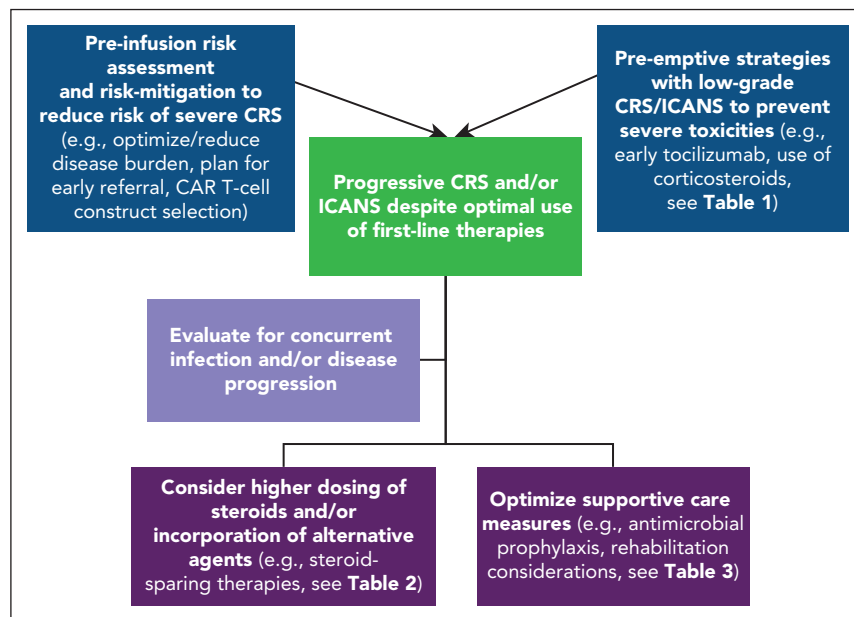 Pre-infusion risk
assessment
and risk-mitigation to
reduce risk of severe CRS
(e.g., optimize/reduce
disease burden, plan for
early referral, CAR T-cell
construct selection)
Pre-emptive strategies
with low-grade
CRS/ICANS to prevent
severe toxicities (e.g.,
early tocilizumab, use of
corticosteroids,
see Table 1)
Progressive CRS and/or
ICANS despite optimal use
of first-line therapies
Evaluate for concurrent
infection and/or disease
progression
Consider higher dosing of
steroids and/or
incorporation of alternative
agents (e.g., steroid-
sparing therapies, see Table 2)
Optimize supportive care
measures (e.g., antimicrobial
prophylaxis, rehabilitation
considerations, see Table 3)